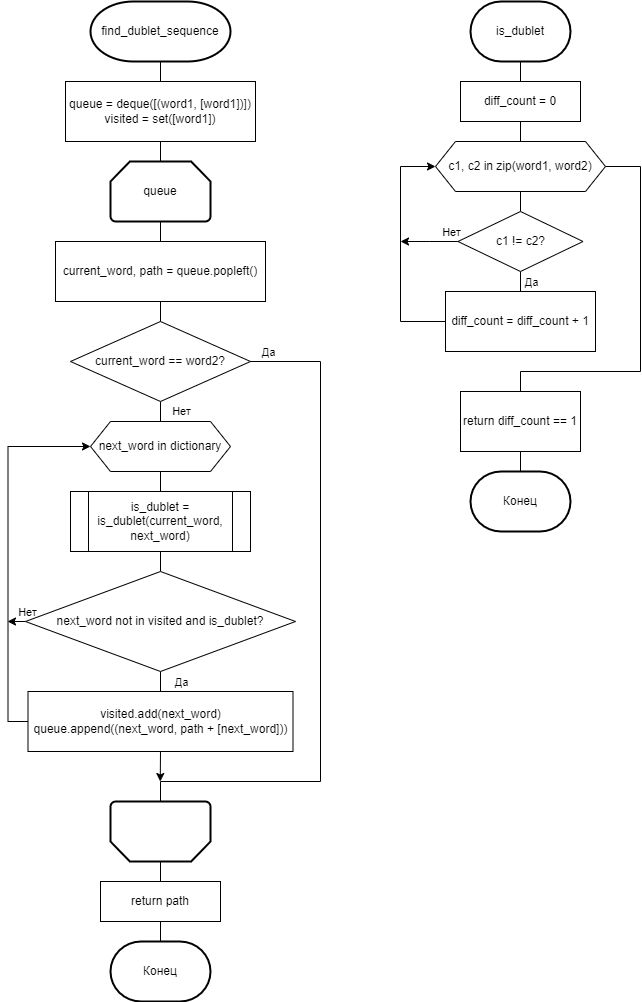 find_dublet_sequence
queue = deque([(word1, [word1])])
visited = set([word1])
queue
current_word, path = queue.popleft()
current_word == word2?
Да
Нет
next_word in dictionary
is_dublet =
is_dublet(current_word,
next_word)
Нет
next_word not in visited and is_dublet?
Да
visited.add(next_word)
queue.append((next_word, path + [next_word]))
return path
Конец
is_dublet
diff_count = 0
c1, c2 in zip(word1, word2)
Нет
c1 != c2?
Да
diff_count = diff_count + 1
return diff_count == 1
Конец